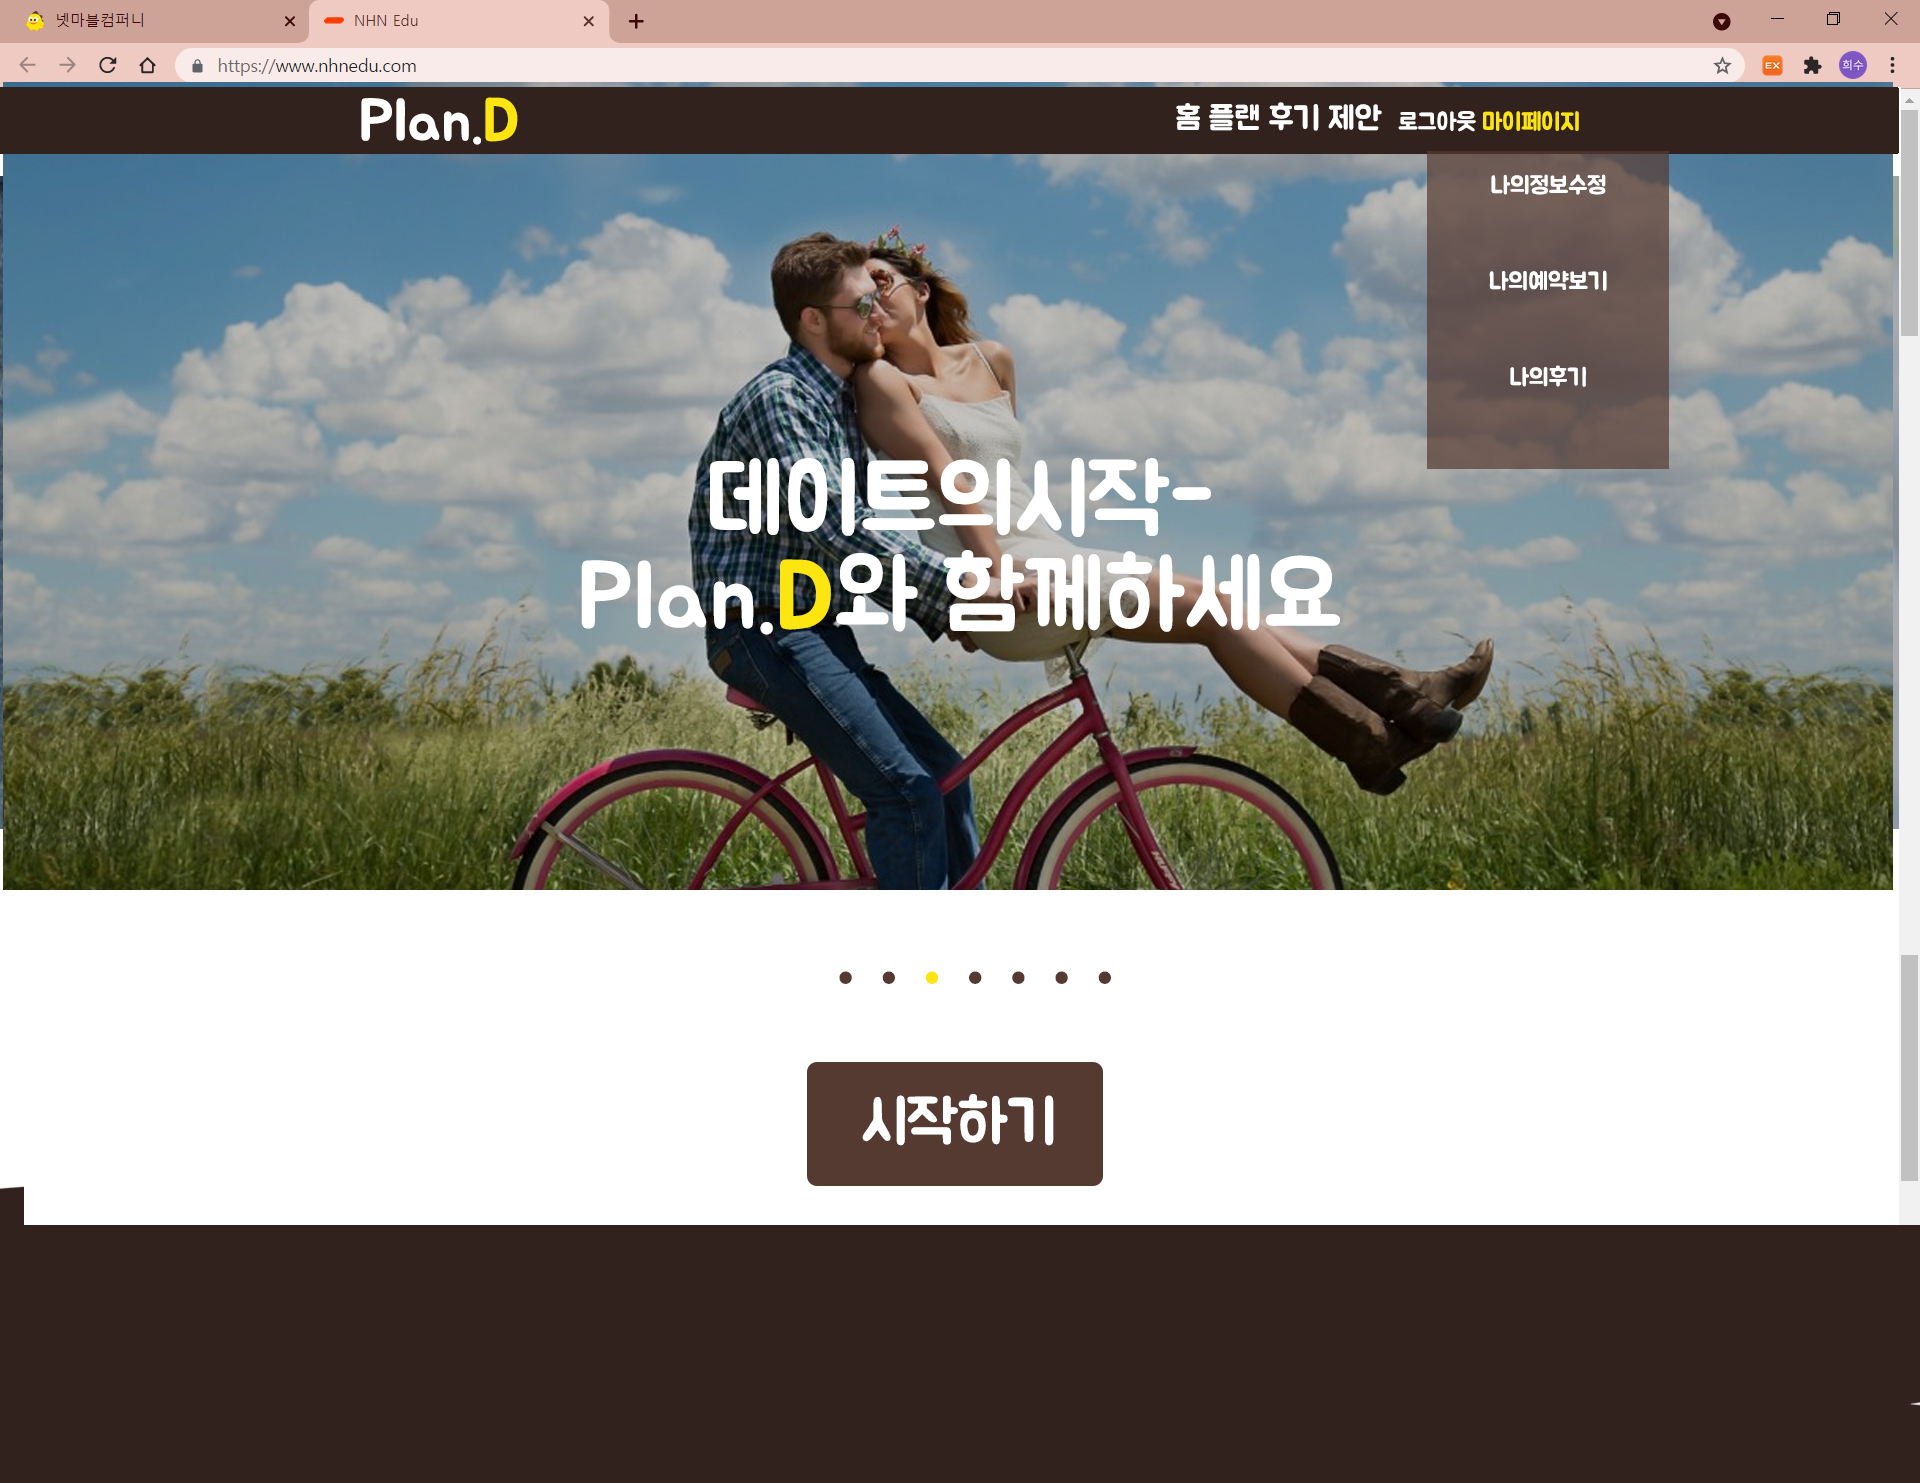 넷마블컴퍼니
NHN Edu
https://www.nhnedu.com
EX
희수
Plan.D
홈 플랜 후기 제안 로그아웃 마이페이지
나의정보수정
나의예약보기
나의후기
데이트의시작-
Plan.D와 함께하세요
시작하기